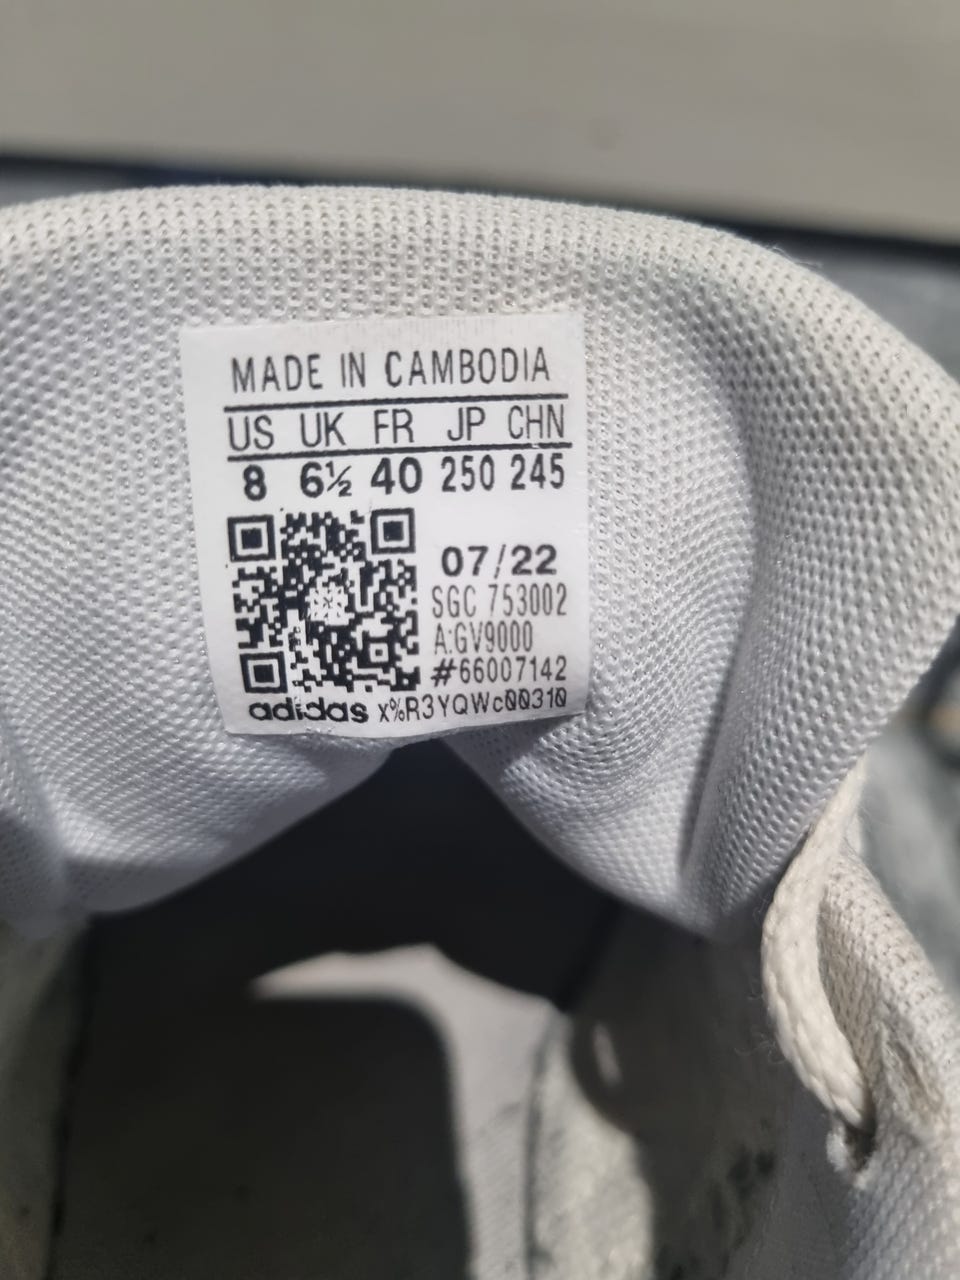 MADE IN CAMBODIA
US UK FR JP CHN
8 6½ 40 250 245
07/22
SGC 753002
A:GV9000
#66007142
adidas x%R3YQWc00310